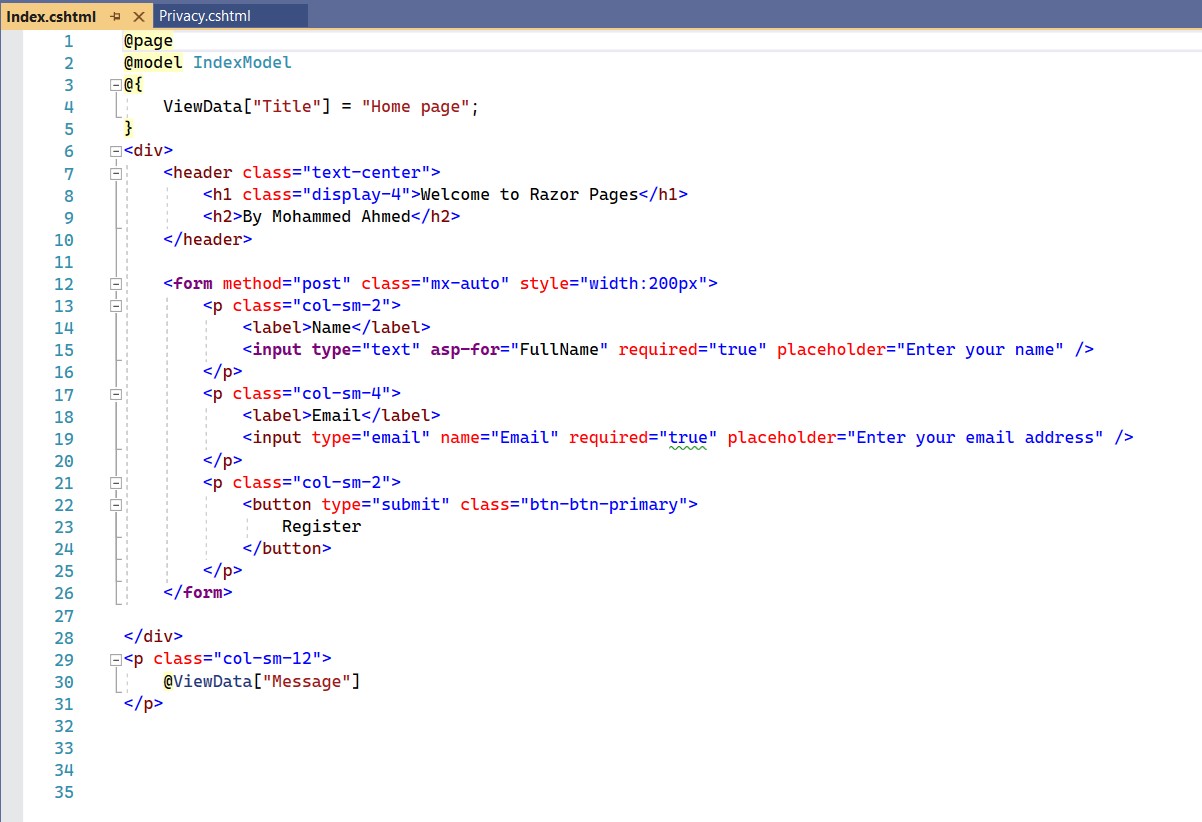 Index.cshtml Privacy.cshtml
1 @page
2 @model IndexModel
3 @{
4 ViewData["Title"] = "Home page";
5 }
6 <div>
7 <header class="text-center">
8 <h1 class="display-4">Welcome to Razor Pages</h1>
9 <h2>By Mohammed Ahmed</h2>
10 </header>
11
12 <form method="post" class="mx-auto" style="width:200px">
13 <p class="col-sm-2">
14 <label>Name</label>
15 <input type="text" asp-for="FullName" required="true" placeholder="Enter your name" />
16 </p>
17 <p class="col-sm-4">
18 <label>Email</label>
19 <input type="email" name="Email" required="true" placeholder="Enter your email address" />
20 </p>
21 <p class="col-sm-2">
22 <button type="submit" class="btn-btn-primary">
23 Register
24 </button>
25 </p>
26 </form>
27
28 </div>
29 <p class="col-sm-12">
30 @ViewData["Message"]
31 </p>
32
33
34
35